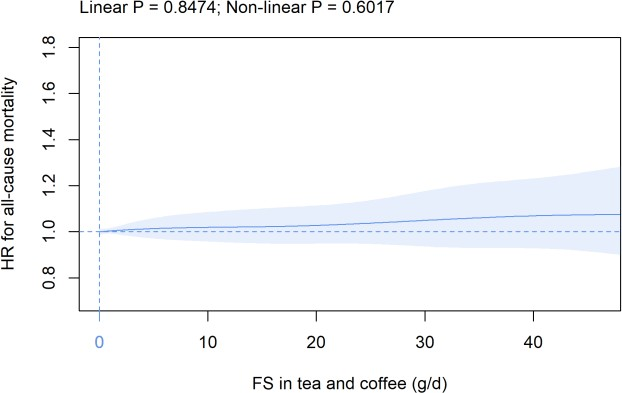 Linear P = 0.8474; Non-linear P = 0.6017
HR for all-cause mortality
1.8
1.6
1.4
1.2
1.0
0.8
0 10 20 30 40
FS in tea and coffee (g/d)